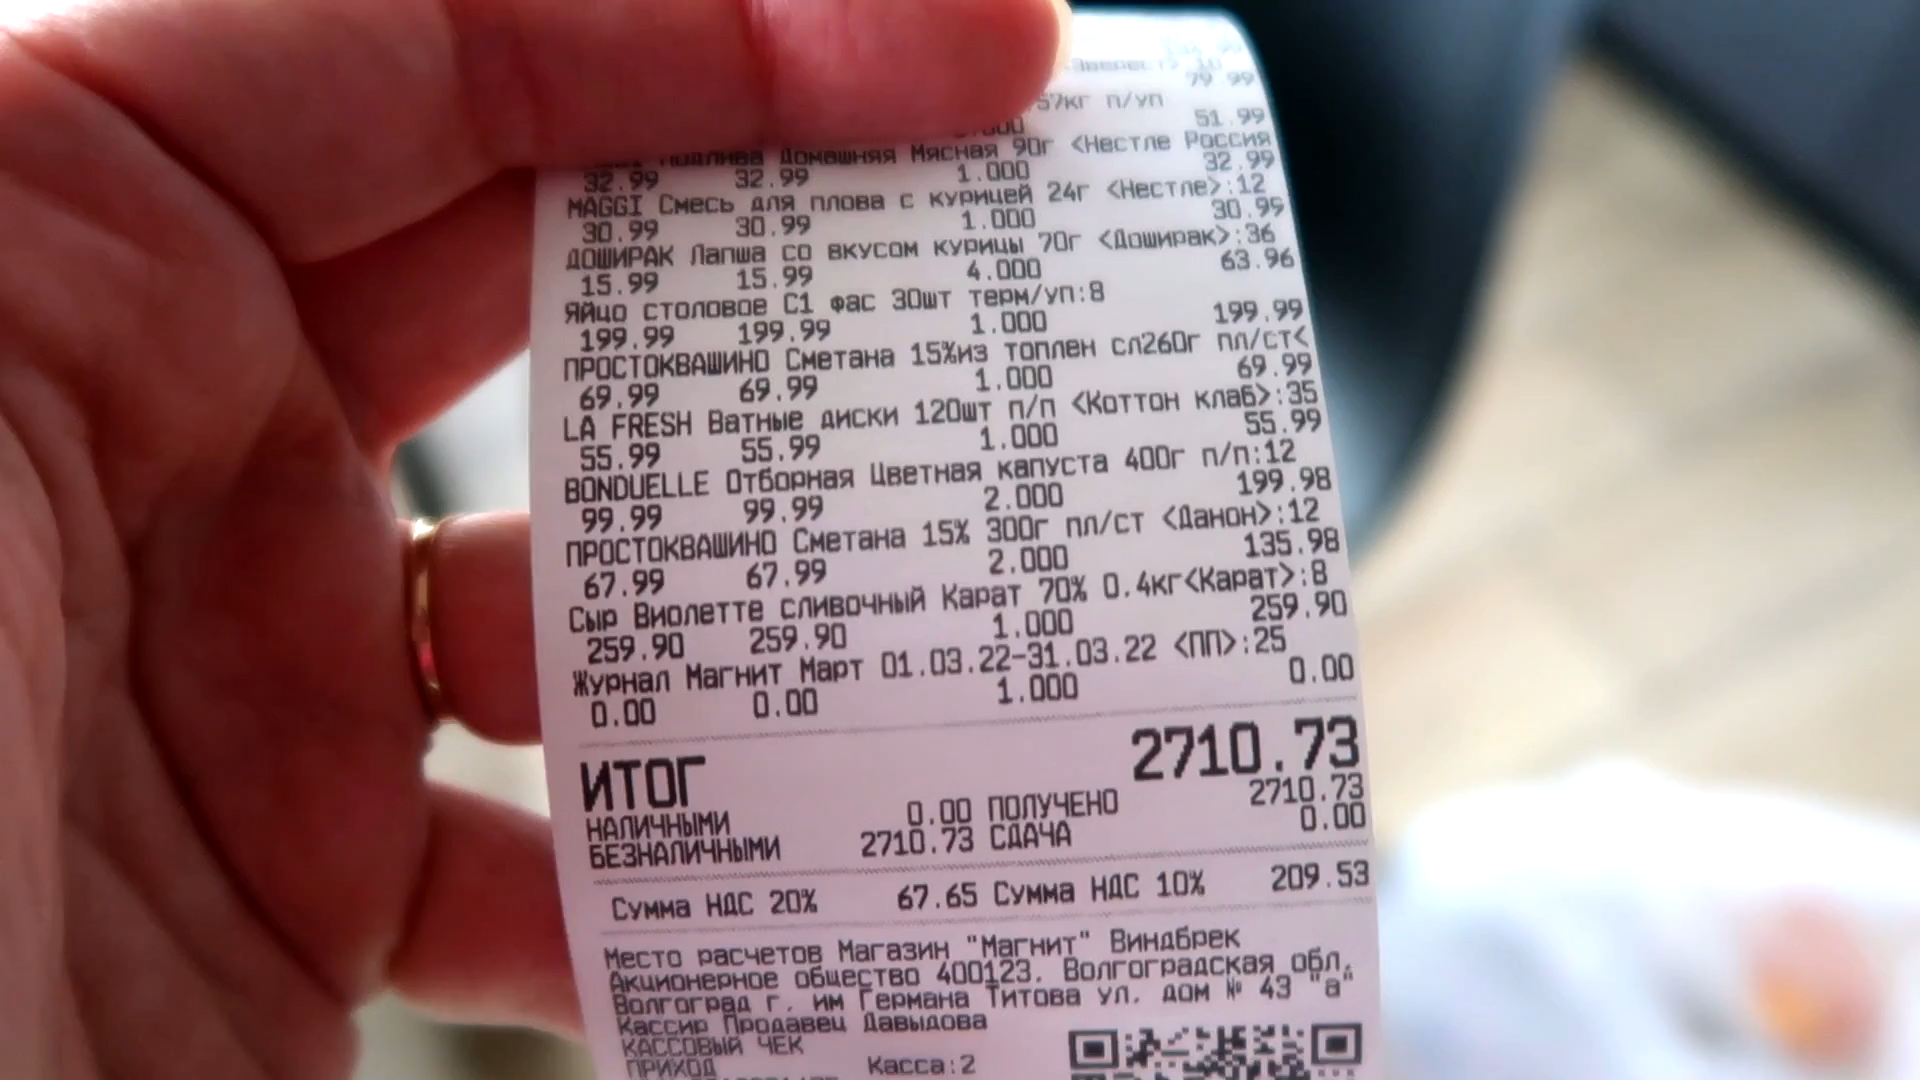 79.99
57кг п/уп
51.99
Подлива Домашняя Мясная 90г <Нестле Россия
32.99 32.99 1.000 32.99
MAGGI Смесь для плова с курицей 24г <Нестле>:12
30.99 30.99 1.000 30.99
ДОШИРАК Лапша со вкусом курицы 70г <Доширак>:36
15.99 15.99 4.000 63.96
ЯЙЦО СТОЛОВОЕ С1 фас 30шт терм/уп:8
199.99 199.99 1.000 199.99
ПРОСТОКВАШИНО Сметана 15%из топлен сл260г пл/ст<
69.99 69.99 1.000 69.99
LA FRESH Ватные диски 120шт п/п <Коттон клаб>:35
55.99 55.99 1.000 55.99
BONDUELLE Отборная Цветная капуста 400г п/п:12
99.99 99.99 2.000 199.98
ПРОСТОКВАШИНО Сметана 15% 300г пл/ст <Данон>:12
67.99 67.99 2.000 135.98
Сыр Виолетте сливочный Карат 70% 0.4кг<Карат>:8
259.90 259.90 1.000 259.90
Журнал Магнит Март 01.03.22-31.03.22 <ПП>:25
0.00 0.00 1.000 0.00
ИТОГ 2710.73
НАЛИЧНЫМИ 0.00 ПОЛУЧЕНО 2710.73
БЕЗНАЛИЧНЫМИ 2710.73 СДАЧА 0.00
Сумма НДС 20% 67.65 Сумма НДС 10% 209.53
Место расчетов Магазин "Магнит" Виндбрек
Акционерное общество 400123. Волгоградская обл,
Волгоград г, им Германа Титова ул, дом № 43 "а"
Кассир Продавец Давыдова
КАССОВЫЙ ЧЕК
ПРИХОД Касса:2